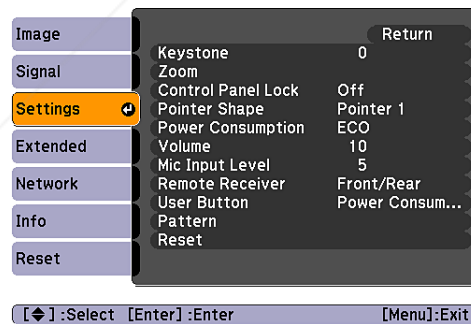 Image
Signal
Settings
Extended
Network
Info
Reset
Return
Keystone 0
Zoom
Control Panel Lock Off
Pointer Shape Pointer 1
Power Consumption ECO
Volume 10
Mic Input Level 5
Remote Receiver Front/Rear
User Button Power Consum...
Pattern
Reset
[ ] :Select [Enter] :Enter [Menu]:Exit